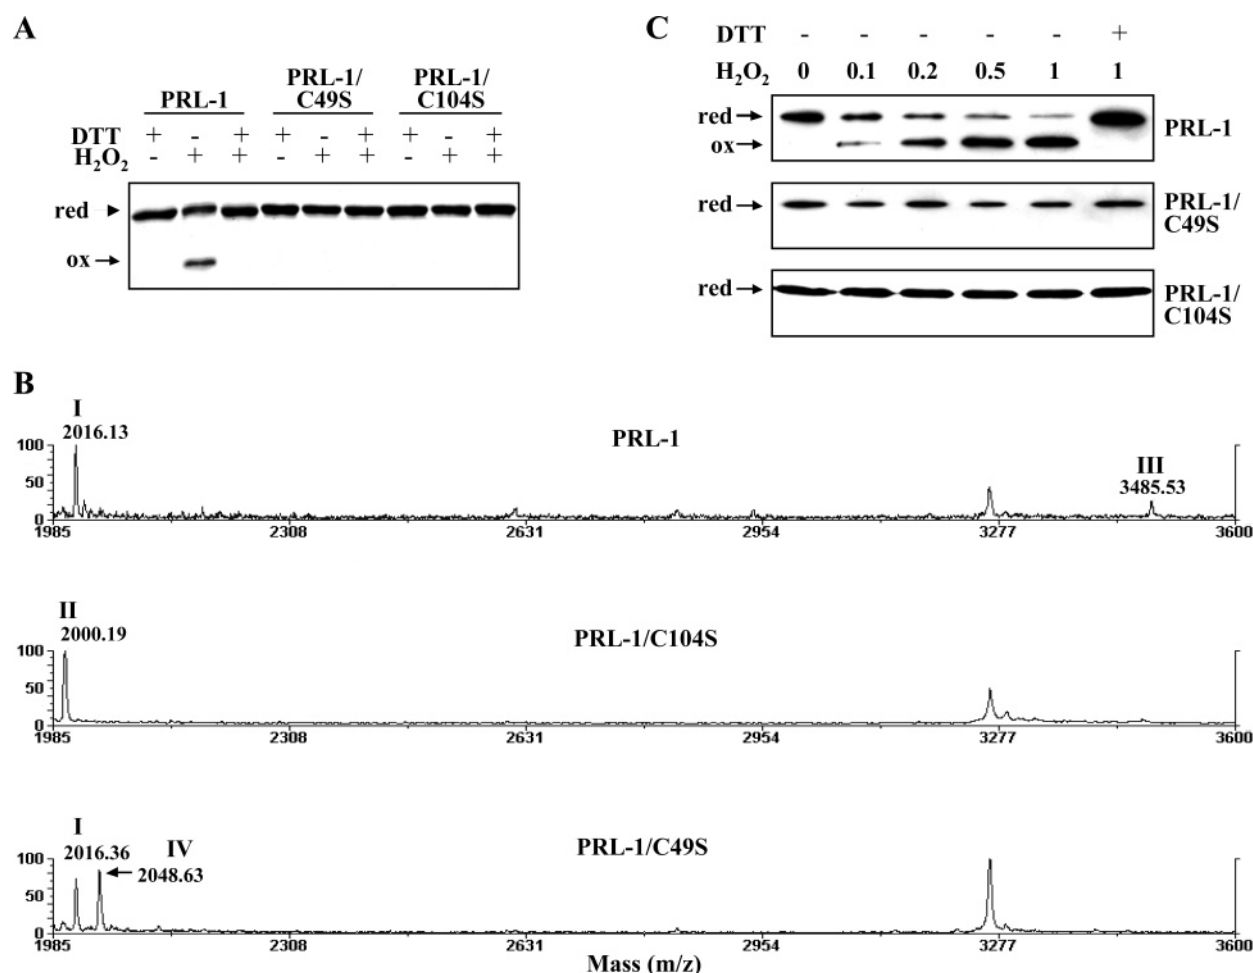 A
PRL-1
PRL-1/
C49S
PRL-1/
C104S
DTT + - + + - + + - +
H₂O₂ - + + - + + - + +
red
ox
C
DTT - - - - - +
H₂O₂ 0 0.1 0.2 0.5 1 1
red
ox
PRL-1
red
PRL-1/
C49S
red
PRL-1/
C104S
B
I
2016.13
PRL-1
III
3485.53
100
50
0
1985 2308 2631 2954 3277 3600
II
2000.19
PRL-1/C104S
100
50
0
1985 2308 2631 2954 3277 3600
I
2016.36
IV
2048.63
PRL-1/C49S
100
50
0
1985 2308 2631 2954 3277 3600
Mass (m/z)